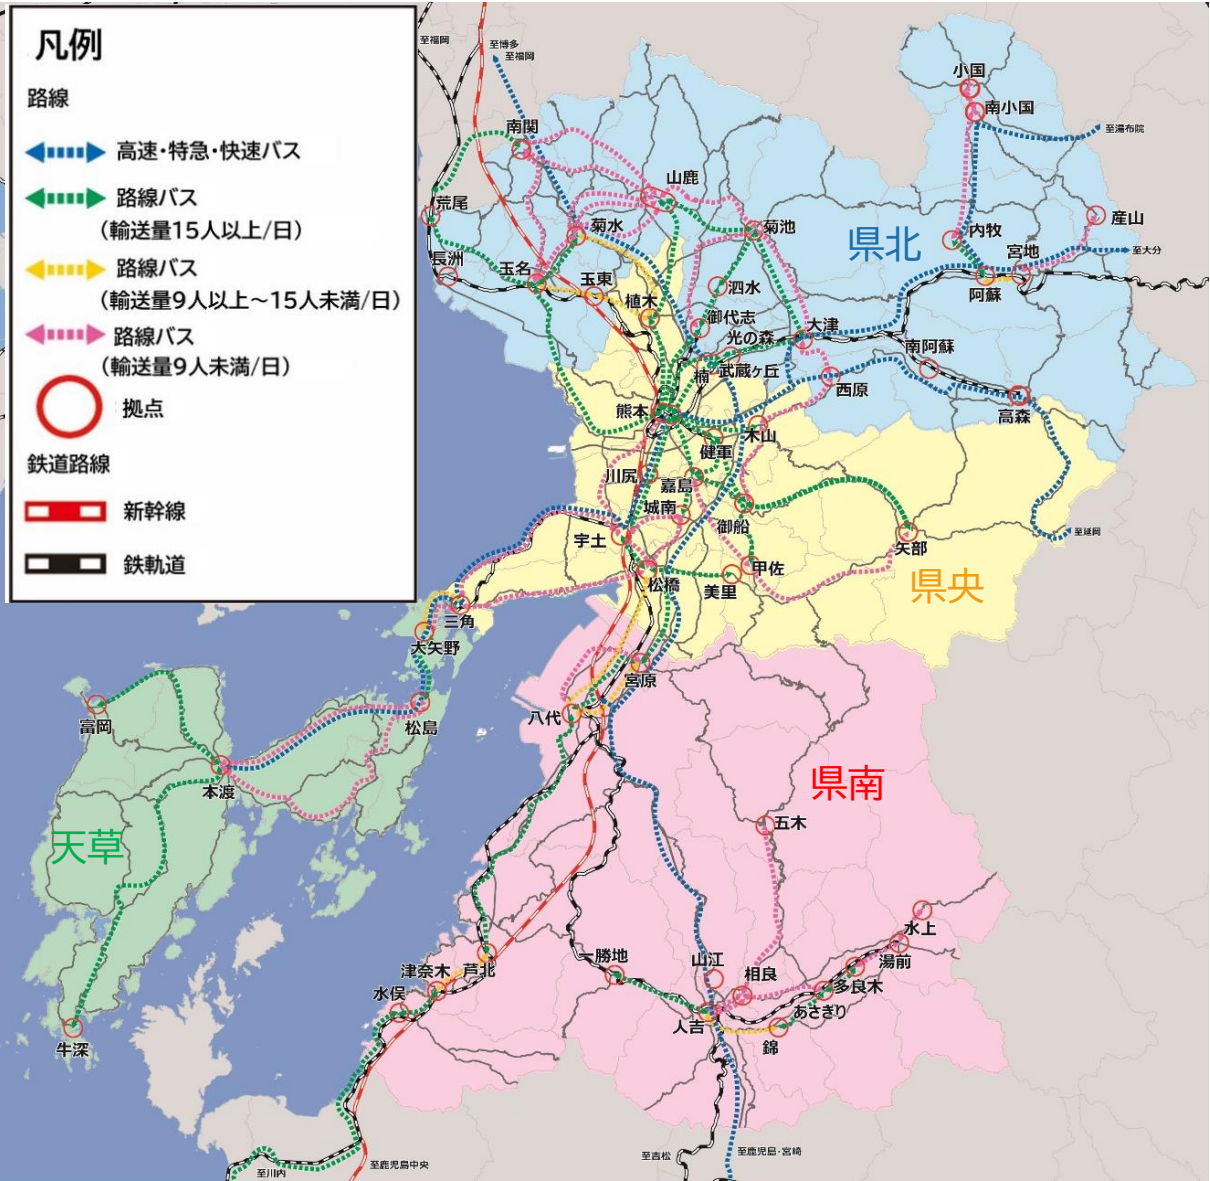 凡例
路線
高速・特急・快速バス
路線バス
(輸送量15人以上/日)
路線バス
(輸送量9人以上～15人未満/日)
路線バス
(輸送量9人未満/日)
拠点
鉄道路線
新幹線
鉄軌道
至福岡
至博多
至福岡
小国
南小国
至湯布院
南関
山鹿
荒尾
菊水
菊池
県北
内牧
産山
宮地
至大分
長洲
玉名
玉東
泗水
阿蘇
植木
御代志
大津
光の森
南阿蘇
楠
武蔵ヶ丘
西原
高森
熊本
木山
健軍
川尻
嘉島
城南
御船
宇土
矢部
至延岡
甲佐
松橋
美里
県央
三角
大矢野
宮原
富岡
松島
八代
本渡
県南
天草
五木
水上
一勝地
山江
湯前
津奈木
芦北
相良
多良木
水俣
あさぎり
人吉
錦
牛深
至川内
至鹿児島中央
至吉松
至鹿児島・宮崎